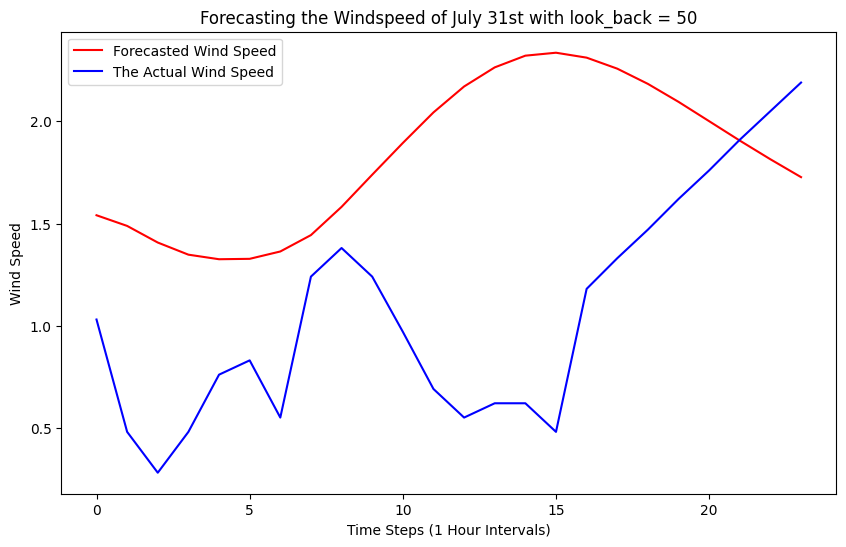 Forecasting the Windspeed of July 31st with look_back = 50
Forecasted Wind Speed
The Actual Wind Speed
Wind Speed
2.0
1.5
1.0
0.5
0 5 10 15 20
Time Steps (1 Hour Intervals)